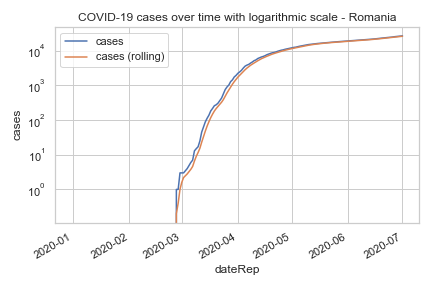 COVID-19 cases over time with logarithmic scale - Romania
cases
cases (rolling)
10^4
10^3
10^2
10^1
10^0
cases
2020-01
2020-02
2020-03
2020-04
2020-05
2020-06
2020-07
dateRep